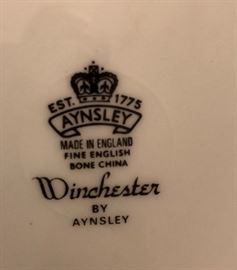 EST. 1775
AYNSLEY
MADE IN ENGLAND
FINE ENGLISH
BONE CHINA
Winchester
BY
AYNSLEY